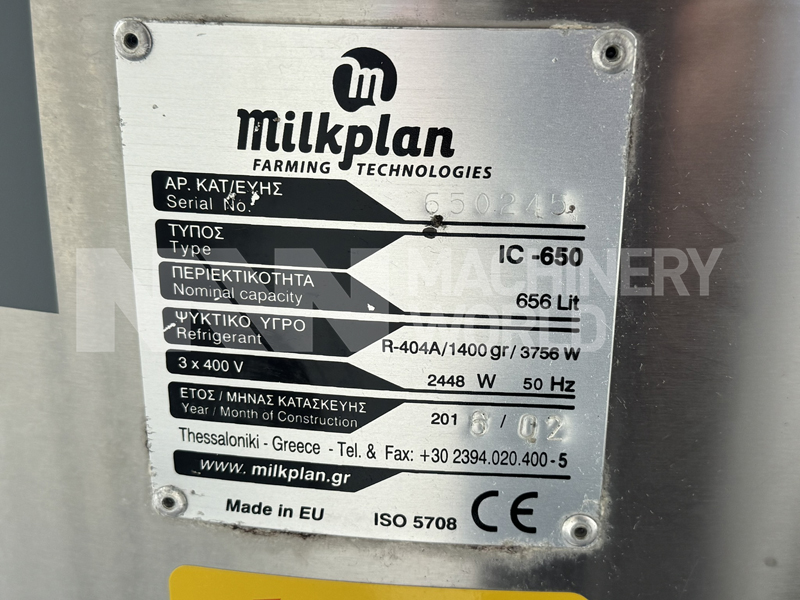 m
Milkplan
FARMING TECHNOLOGIES
ΑΡ. ΚΑΤ/ΕΥΗΣ
Serial No.
650245
ΤΥΠΟΣ
Type
IC -650
ΠΕΡΙΕΚΤΙΚΟΤΗΤΑ
Nominal capacity
656 Lit
ΨΥΚΤΙΚΟ ΥΓΡΟ
Refrigerant
R-404A/1400 gr/ 3756 W
3 x 400 V
2448 W 50 Hz
ΕΤΟΣ / ΜΗΝΑΣ ΚΑΤΑΣΚΕΥΗΣ
Year / Month of Construction
201 / 02
Thessaloniki - Greece - Tel. & Fax: +30 2394.020.400-5
www. milkplan.gr
Made in EU
ISO 5708
CE
MACHINERY
WORLD